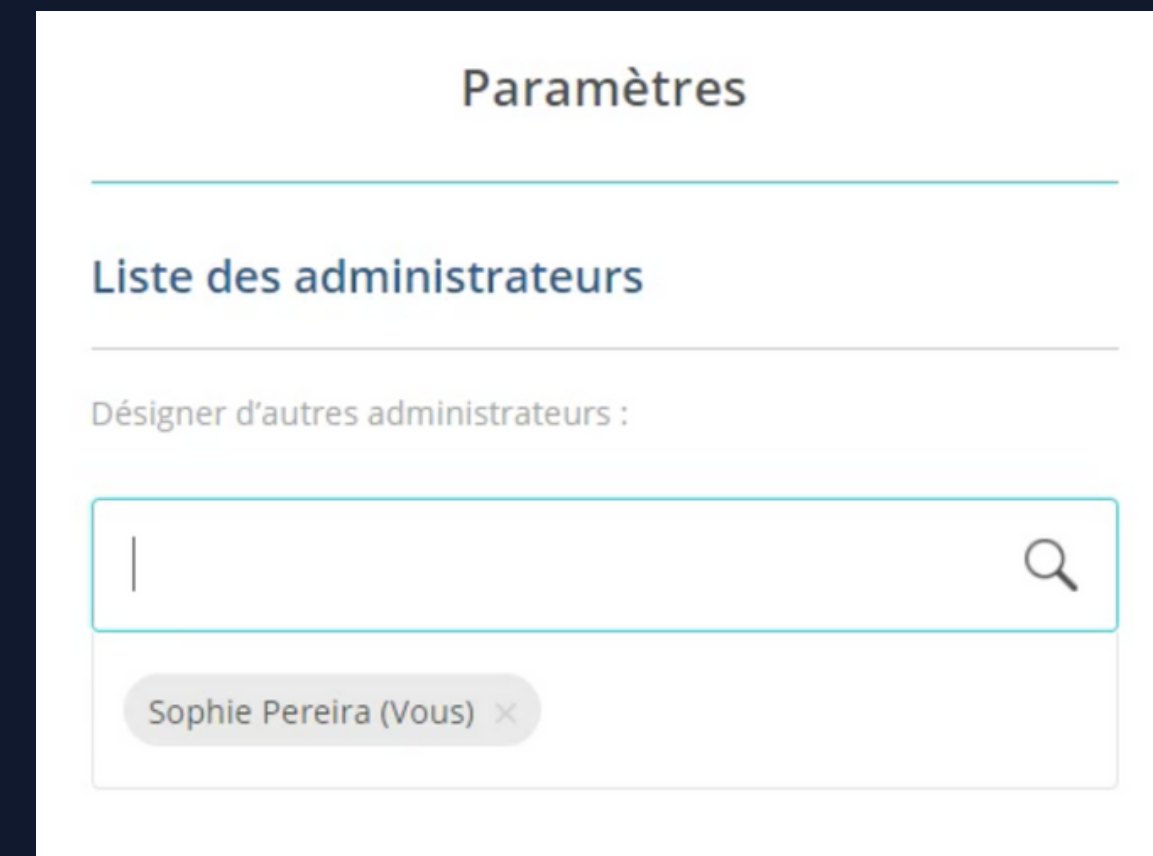 Paramètres
Liste des administrateurs
Désigner d’autres administrateurs :
Sophie Pereira (Vous) ×